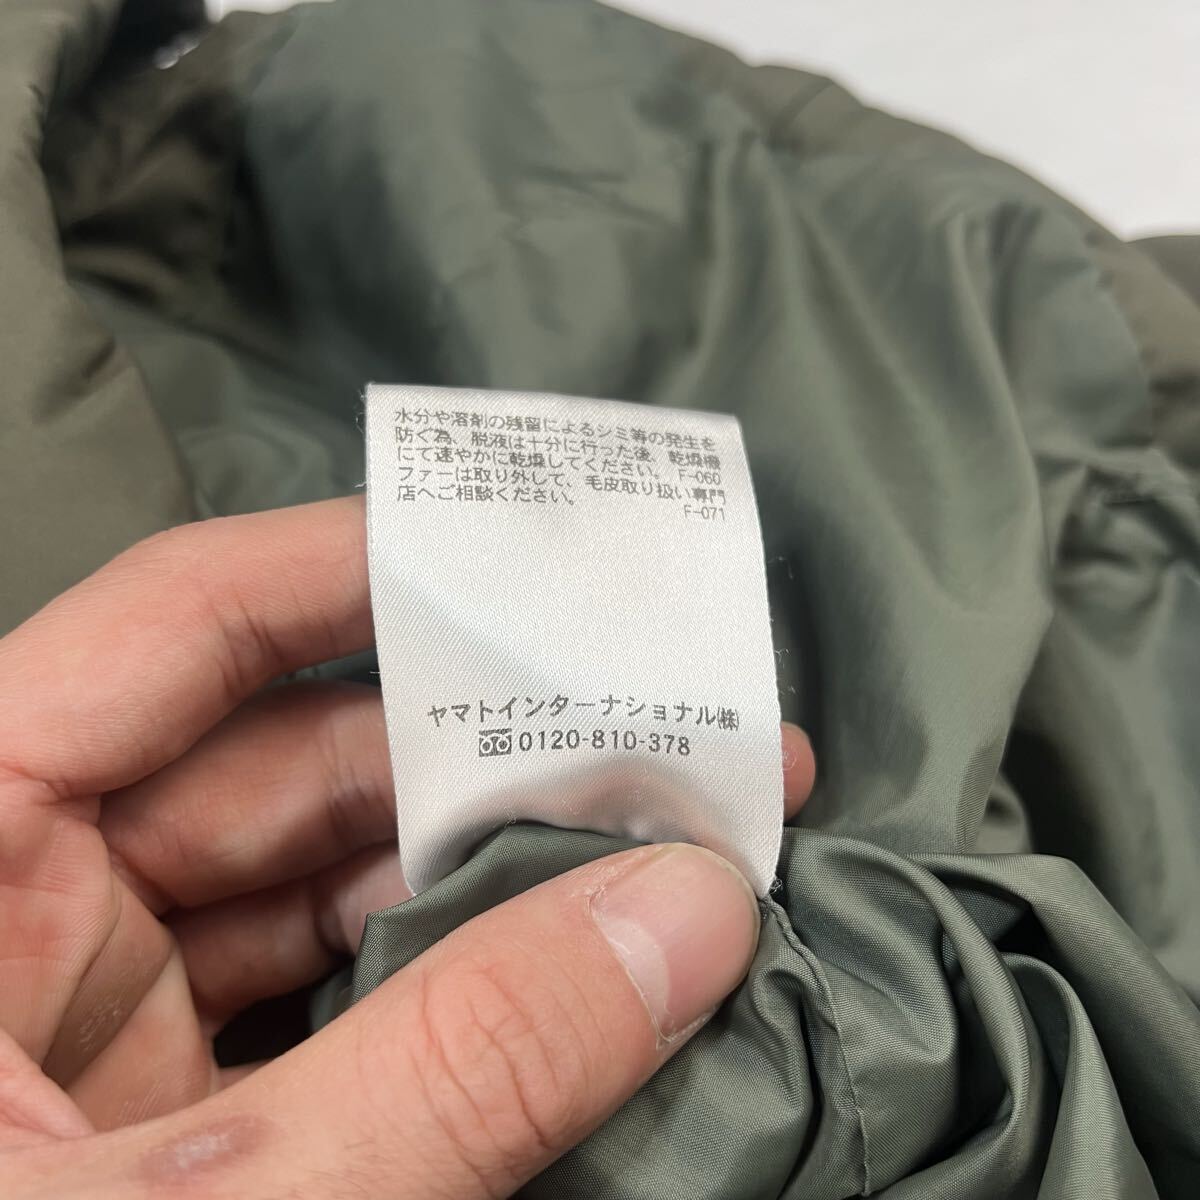 水分や溶剤の残留によるシミ等の発生を
防ぐ為、脱液は十分に行った後、乾燥機
にて速やかに乾燥してください。 F-060
ファーは取り外して、毛皮取り扱い専門
店へご相談ください。 F-071
ヤマトインターナショナル(株)
0120-810-378